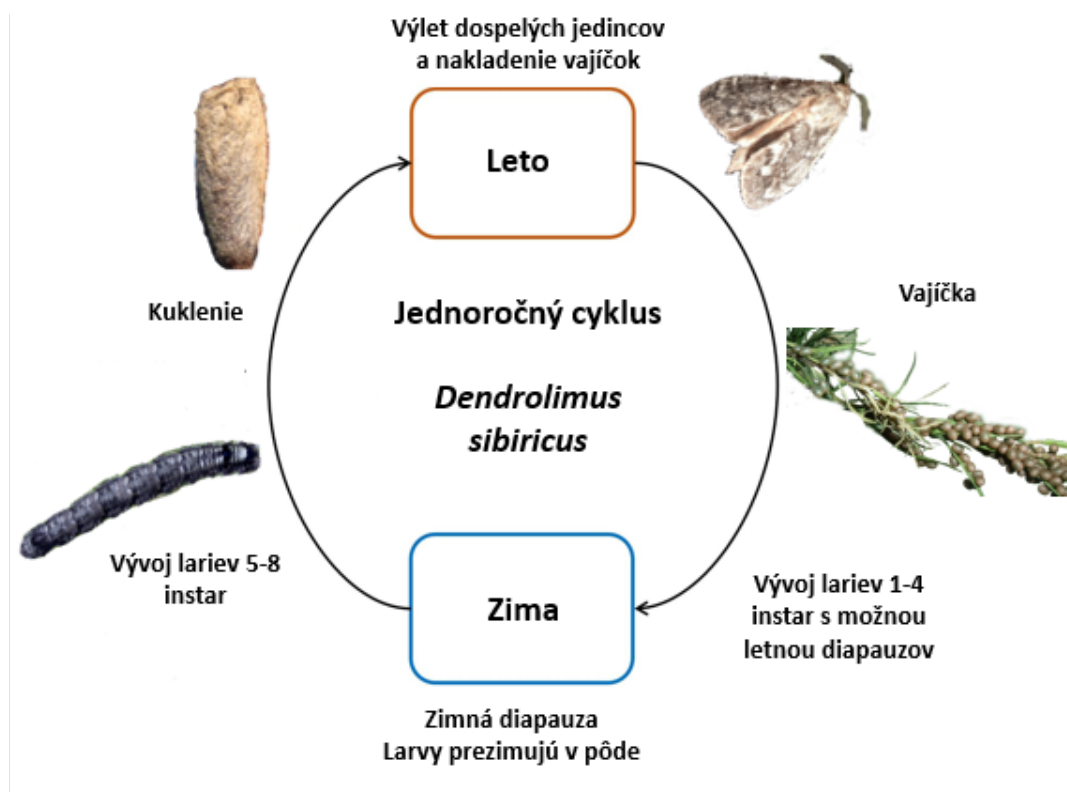 Výlet dospelých jedincov
a nakladenie vajíčok
Leto
Kuklenie
Jednoročný cyklus
Vajíčka
Dendrolimus
sibiricus
Vývoj lariev 5-8
instar
Zima
Vývoj lariev 1-4
instar s možnou
letnou diapauzov
Zimná diapauza
Larvy prezimujú v pôde